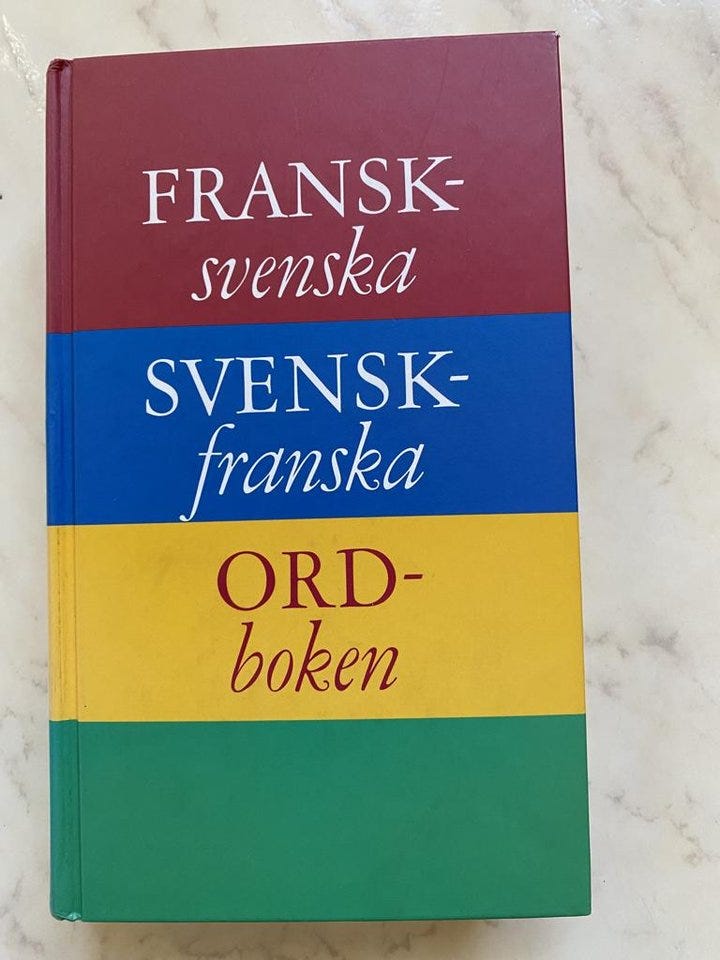 FRANSK-
svenska
SVENSK-
franska
ORD-
boken